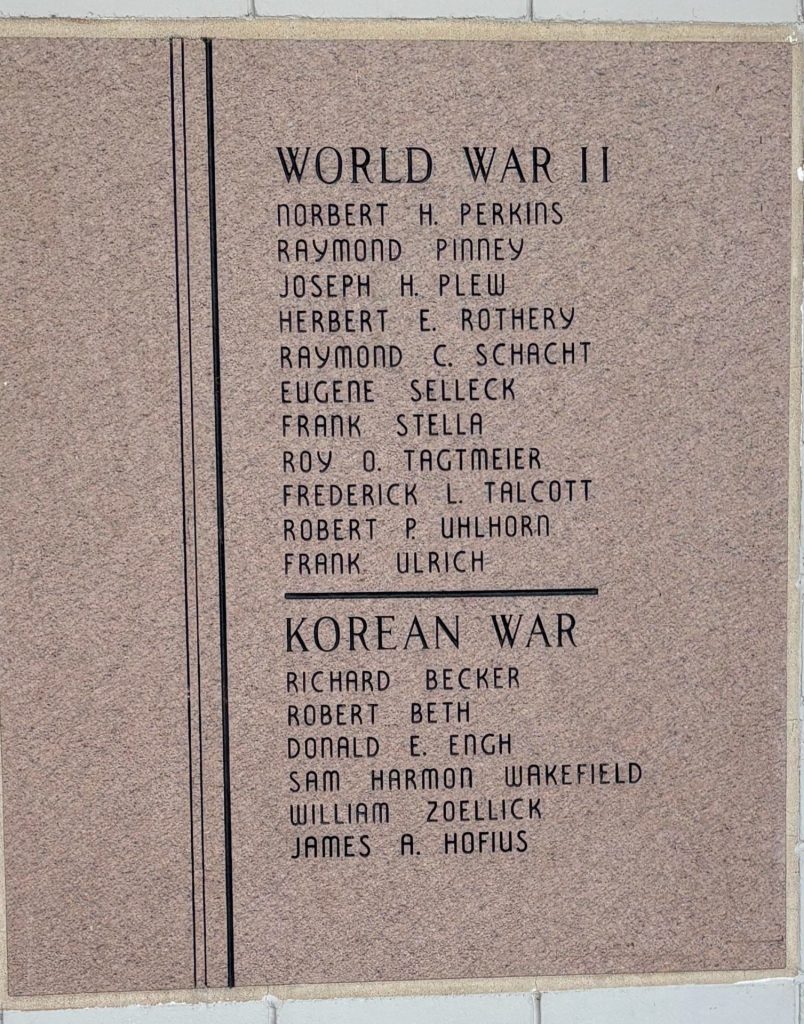 WORLD WAR II
NORBERT H. PERKINS
RAYMOND PINNEY
JOSEPH H. PLEW
HERBERT E. ROTHERY
RAYMOND C. SCHACHT
EUGENE SELLECK
FRANK STELLA
ROY O. TAGTMEIER
FREDERICK L. TALCOTT
ROBERT P. UHLHORN
FRANK ULRICH
KOREAN WAR
RICHARD BECKER
ROBERT BETH
DONALD E. ENGH
SAM HARMON WAKEFIELD
WILLIAM ZOELLICK
JAMES A. HOFIUS